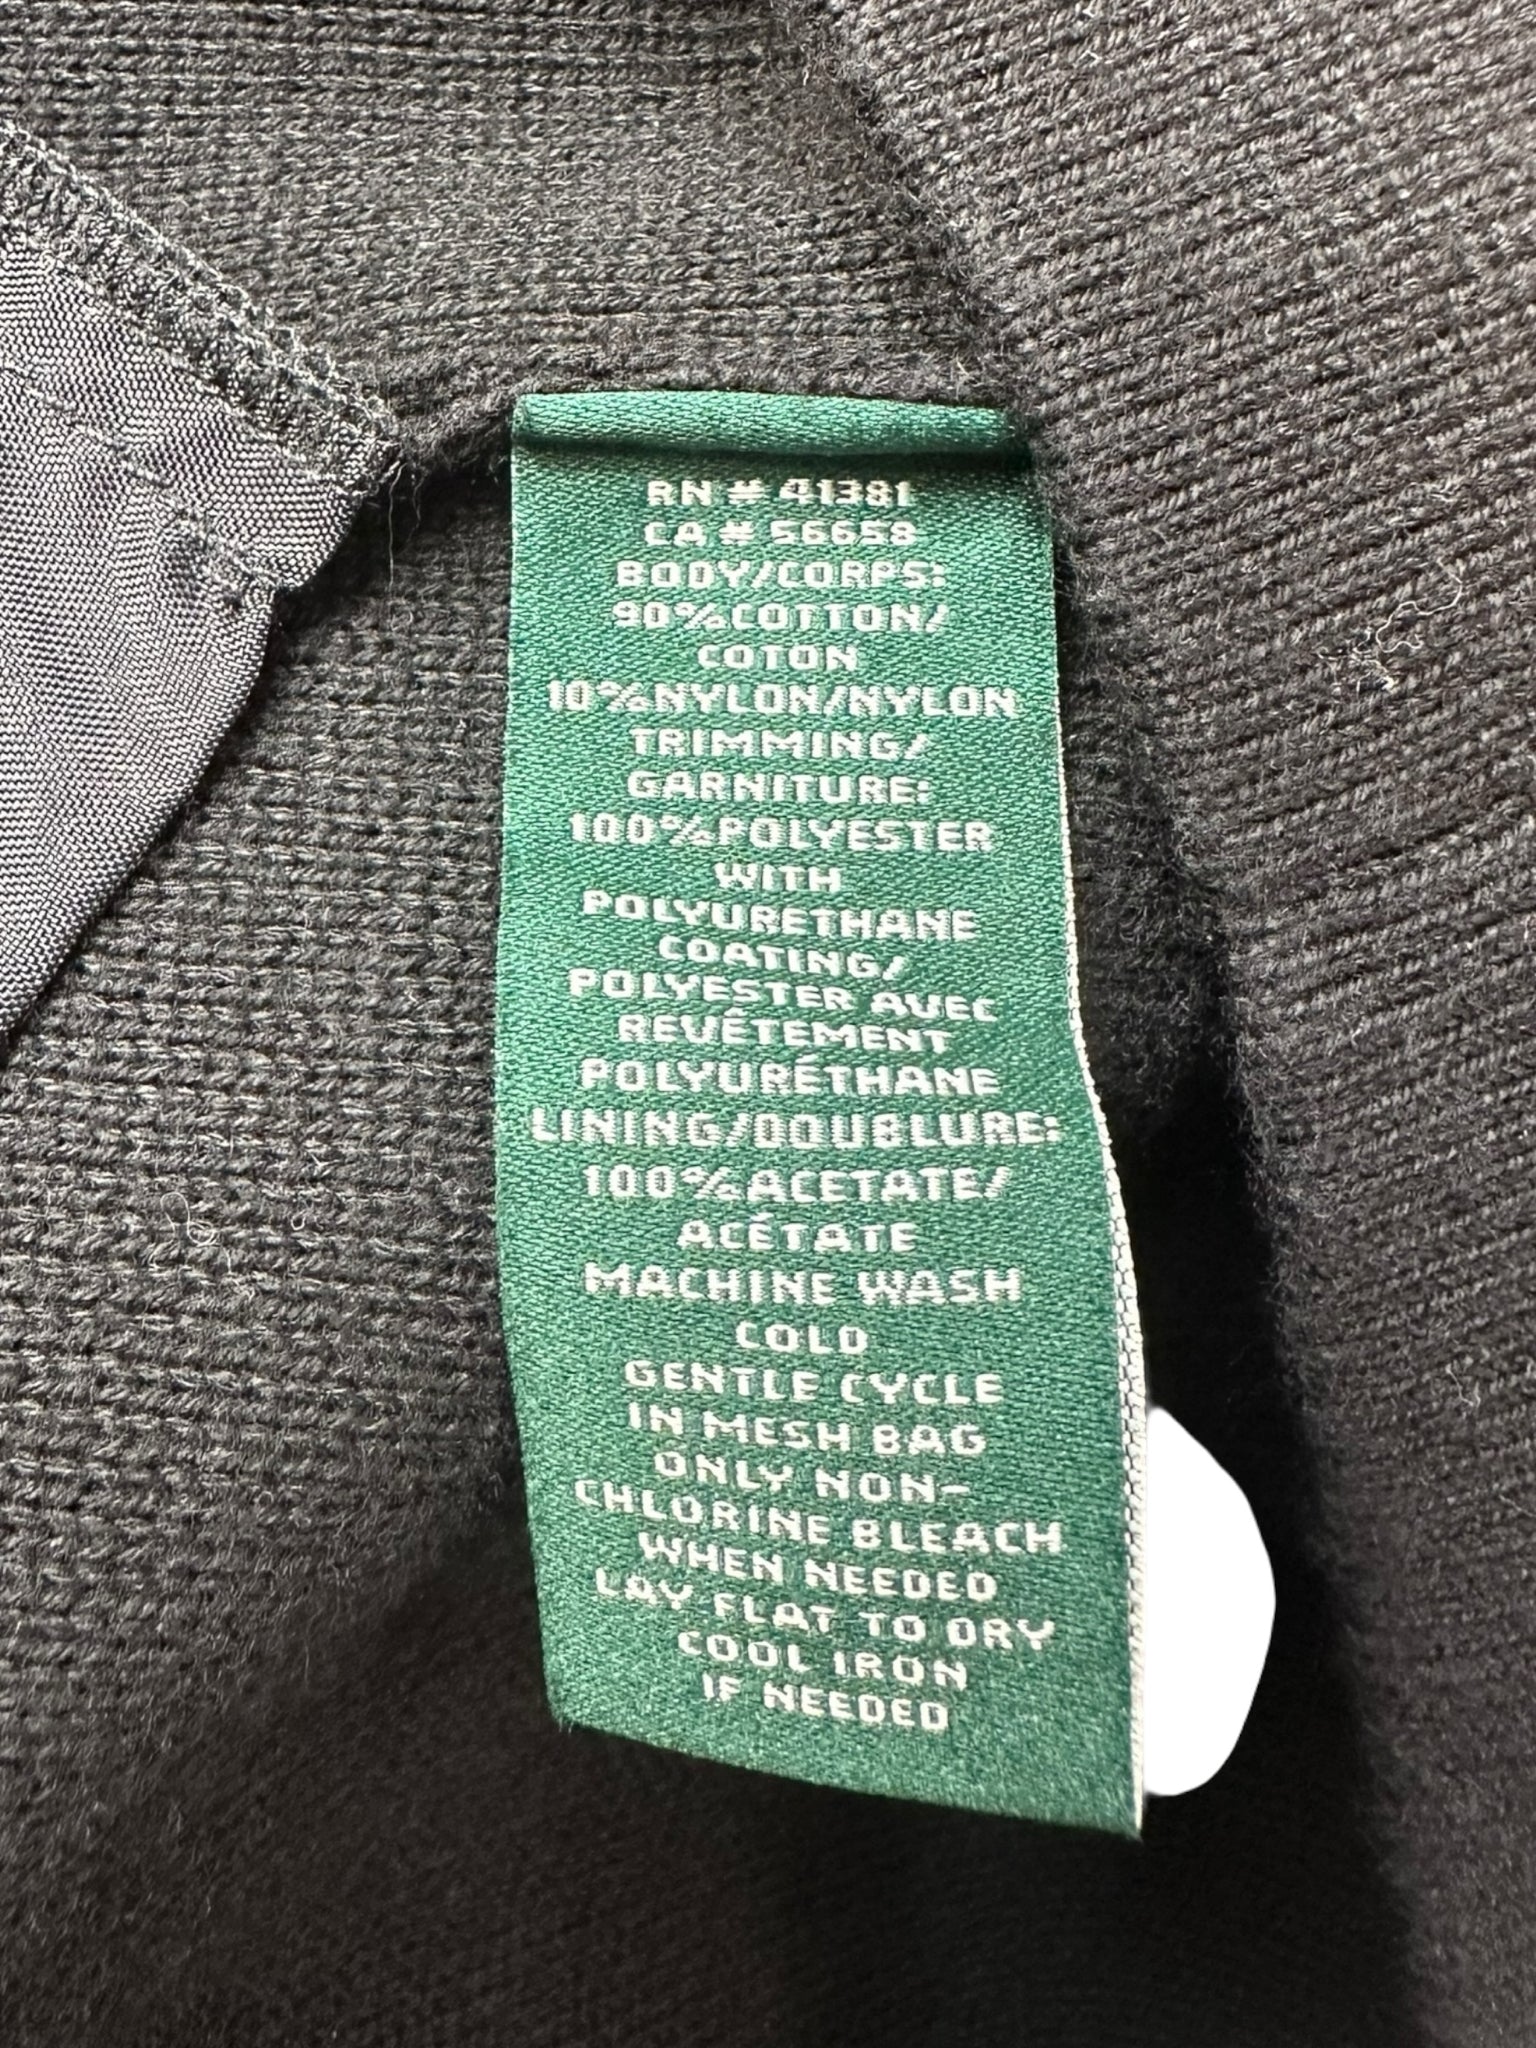 RN # 41381
CA # 56658
BODY/CORPS:
90%COTTON/
COTON
10%NYLON/NYLON
TRIMMING/
GARNITURE:
100%POLYESTER
WITH
POLYURETHANE
COATING/
POLYESTER AVEC
REVÊTEMENT
POLYURÉTHANE
LINING/DOUBLURE:
100%ACETATE/
ACÉTATE
MACHINE WASH
COLD
GENTLE CYCLE
IN MESH BAG
ONLY NON-
CHLORINE BLEACH
WHEN NEEDED
LAY FLAT TO DRY
COOL IRON
IF NEEDED